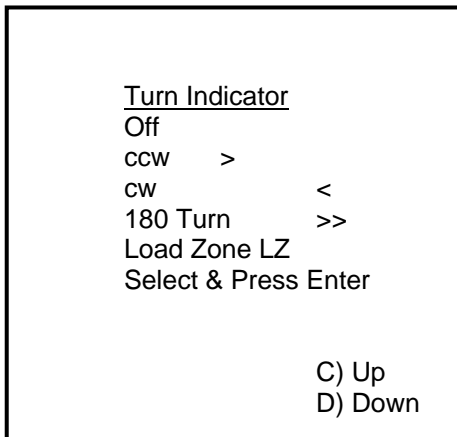 Turn Indicator
Off
ccw >
cw <
180 Turn >>
Load Zone LZ
Select & Press Enter
C) Up
D) Down